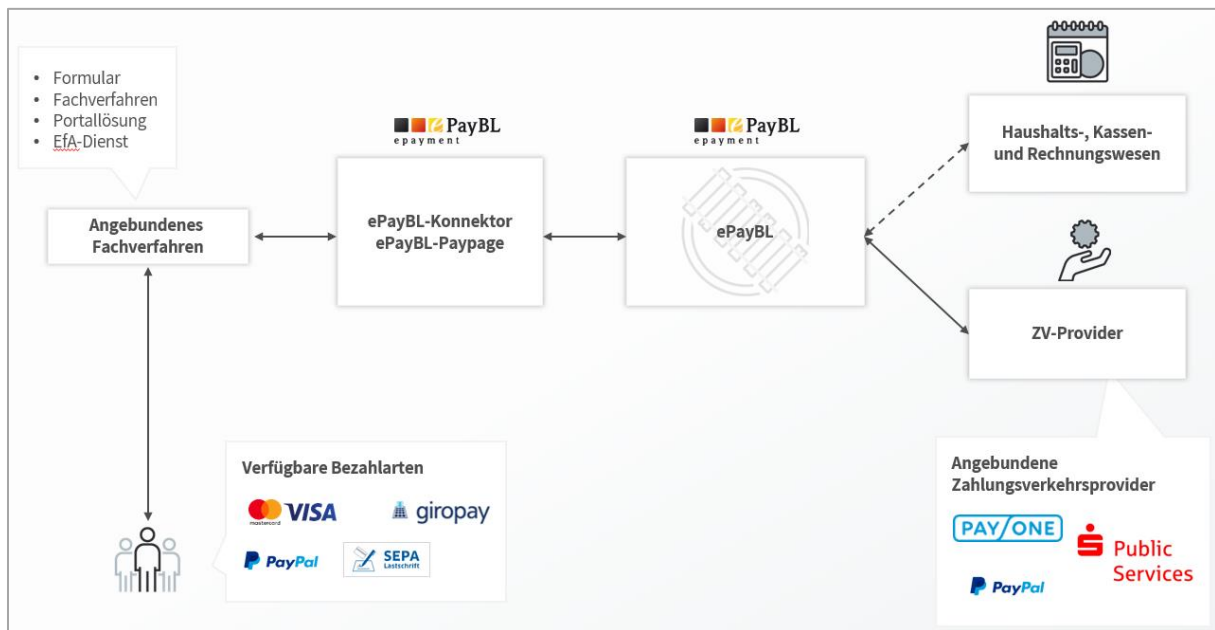 • Formular
• Fachverfahren
• Portallösung
• EfA-Dienst
Angebundenes
Fachverfahren
PayBL
epayment
ePayBL-Konnektor
ePayBL-Paypage
PayBL
epayment
ePayBL
Haushalts-, Kassen-
und Rechnungswesen
ZV-Provider
Verfügbare Bezahlarten
mastercard
VISA
giropay
PayPal
SEPA
Lastschrift
Angebundene
Zahlungsverkehrsprovider
PAY/ONE
Public
Services
PayPal